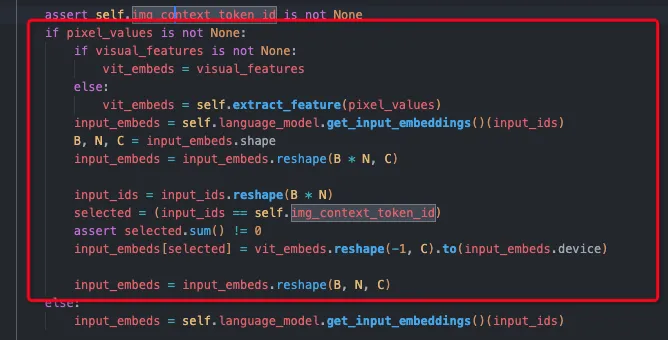 assert self.img_context_token_id is not None
if pixel_values is not None:
if visual_features is not None:
vit_embeds = visual_features
else:
vit_embeds = self.extract_feature(pixel_values)
input_embeds = self.language_model.get_input_embeddings()(input_ids)
B, N, C = input_embeds.shape
input_embeds = input_embeds.reshape(B * N, C)
input_ids = input_ids.reshape(B * N)
selected = (input_ids == self.img_context_token_id)
assert selected.sum() != 0
input_embeds[selected] = vit_embeds.reshape(-1, C).to(input_embeds.device)
input_embeds = input_embeds.reshape(B, N, C)
else:
input_embeds = self.language_model.get_input_embeddings()(input_ids)